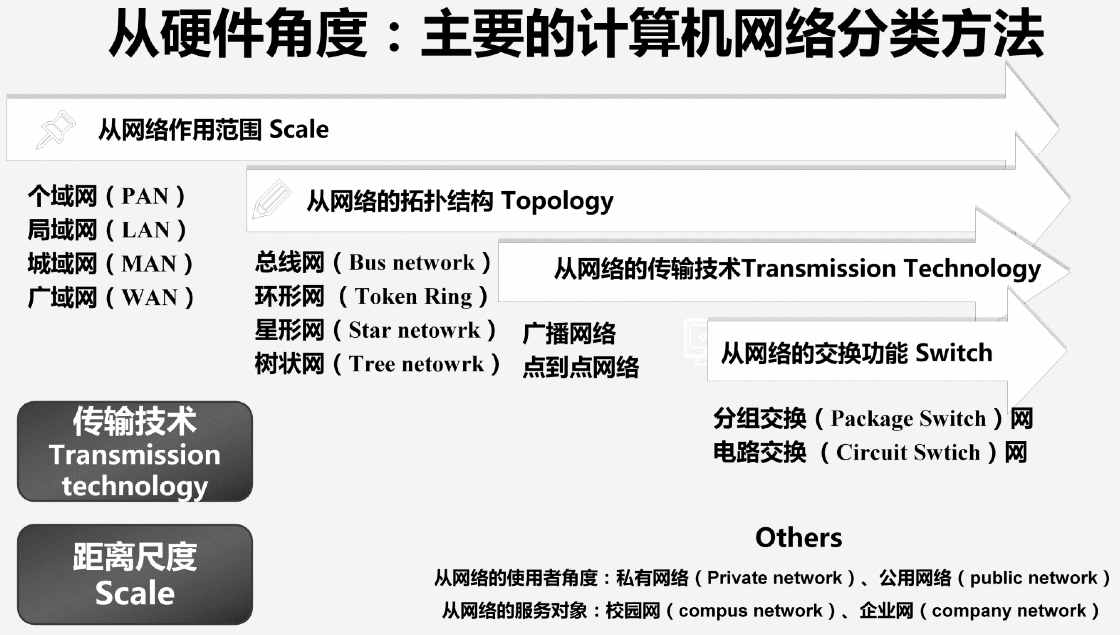 从硬件角度：主要的计算机网络分类方法
从网络作用范围 Scale
个域网（PAN）
局域网（LAN）
城域网（MAN）
广域网（WAN）
从网络的拓扑结构 Topology
总线网（Bus network）
环形网 （Token Ring）
星形网（Star netowrk）
树状网（Tree netowrk）
从网络的传输技术Transmission Technology
广播网络
点到点网络
从网络的交换功能 Switch
分组交换（Package Switch）网
电路交换 （Circuit Swtich）网
传输技术
Transmission
technology
距离尺度
Scale
Others
从网络的使用者角度：私有网络（Private network）、公用网络（public network）
从网络的服务对象：校园网（compus network）、企业网（company network）